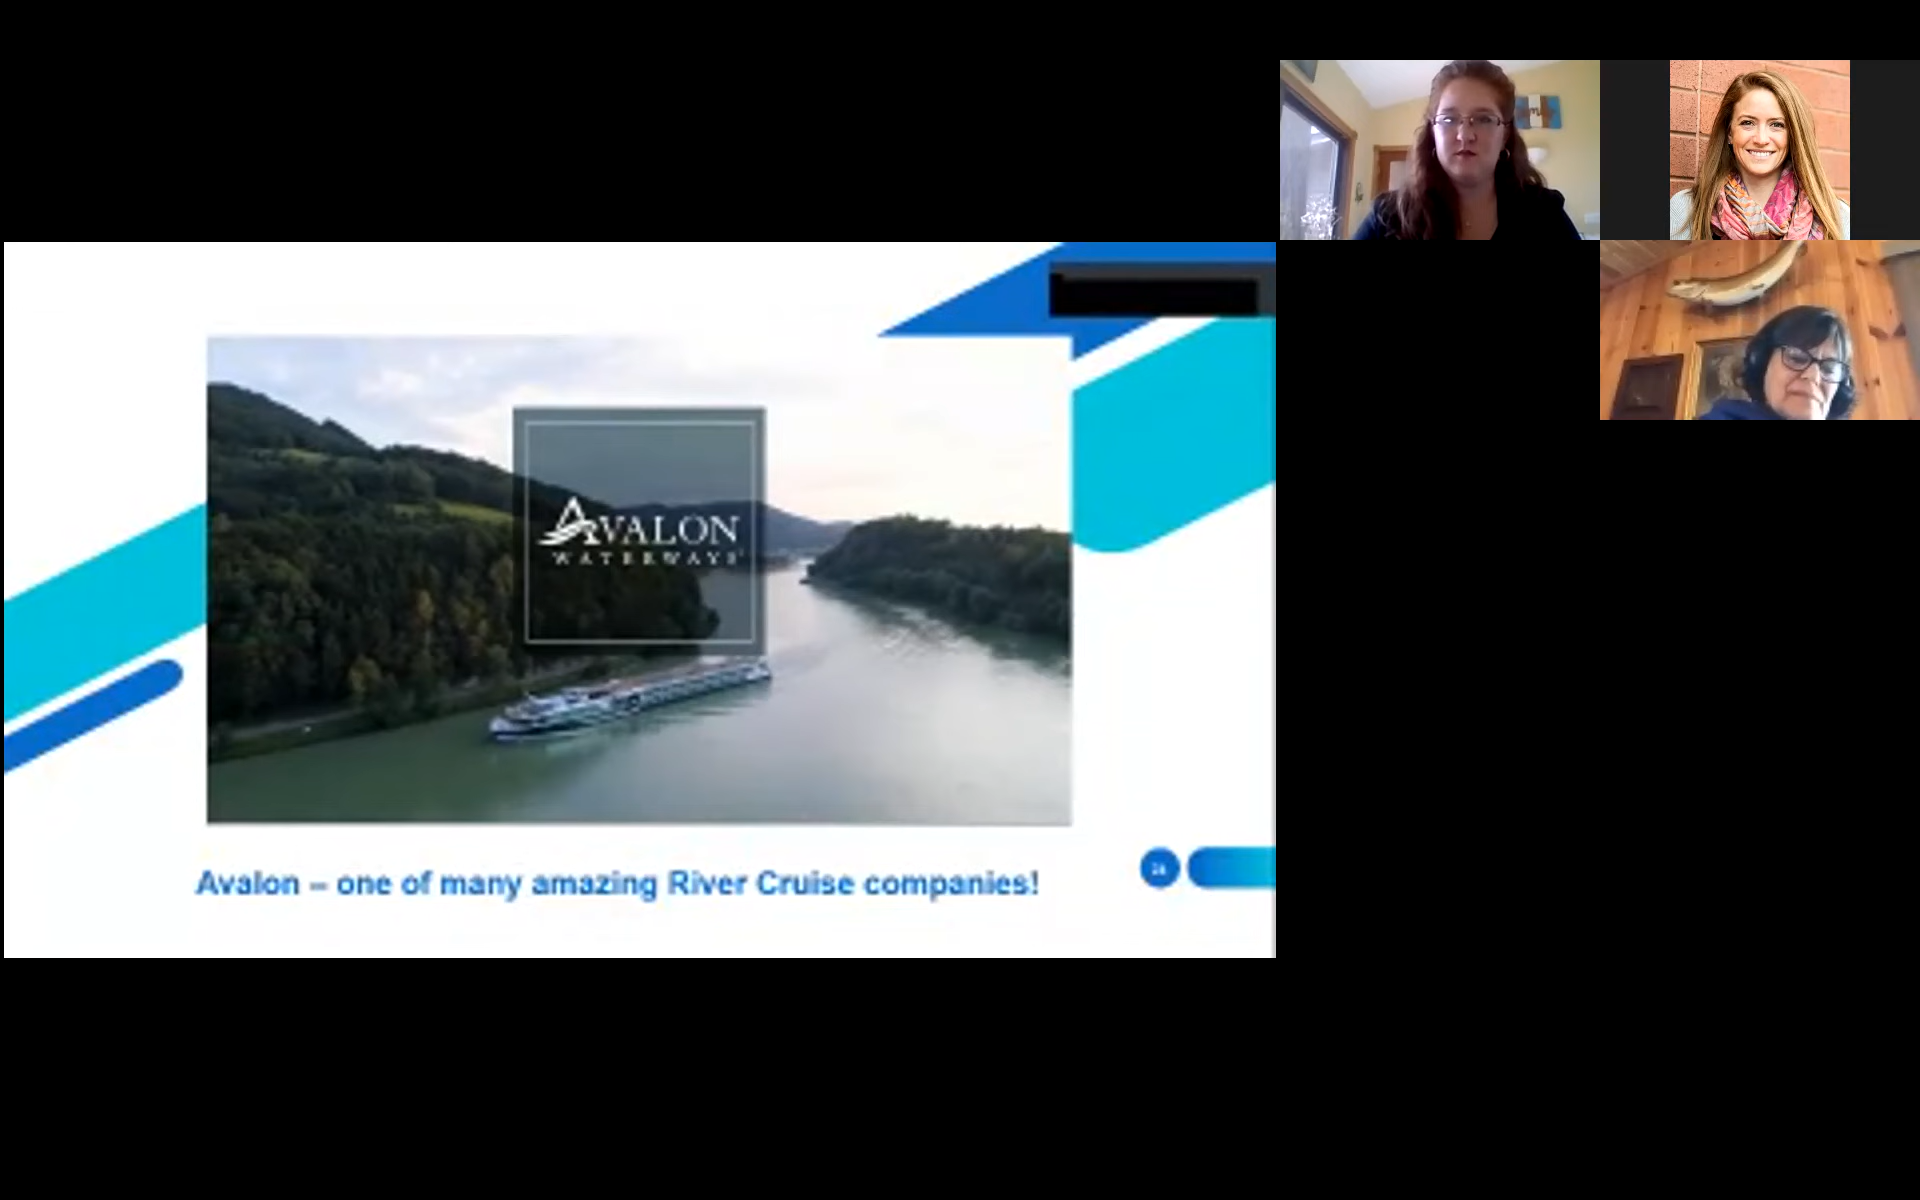 AVALON
WATERWAYS
Avalon – one of many amazing River Cruise companies!